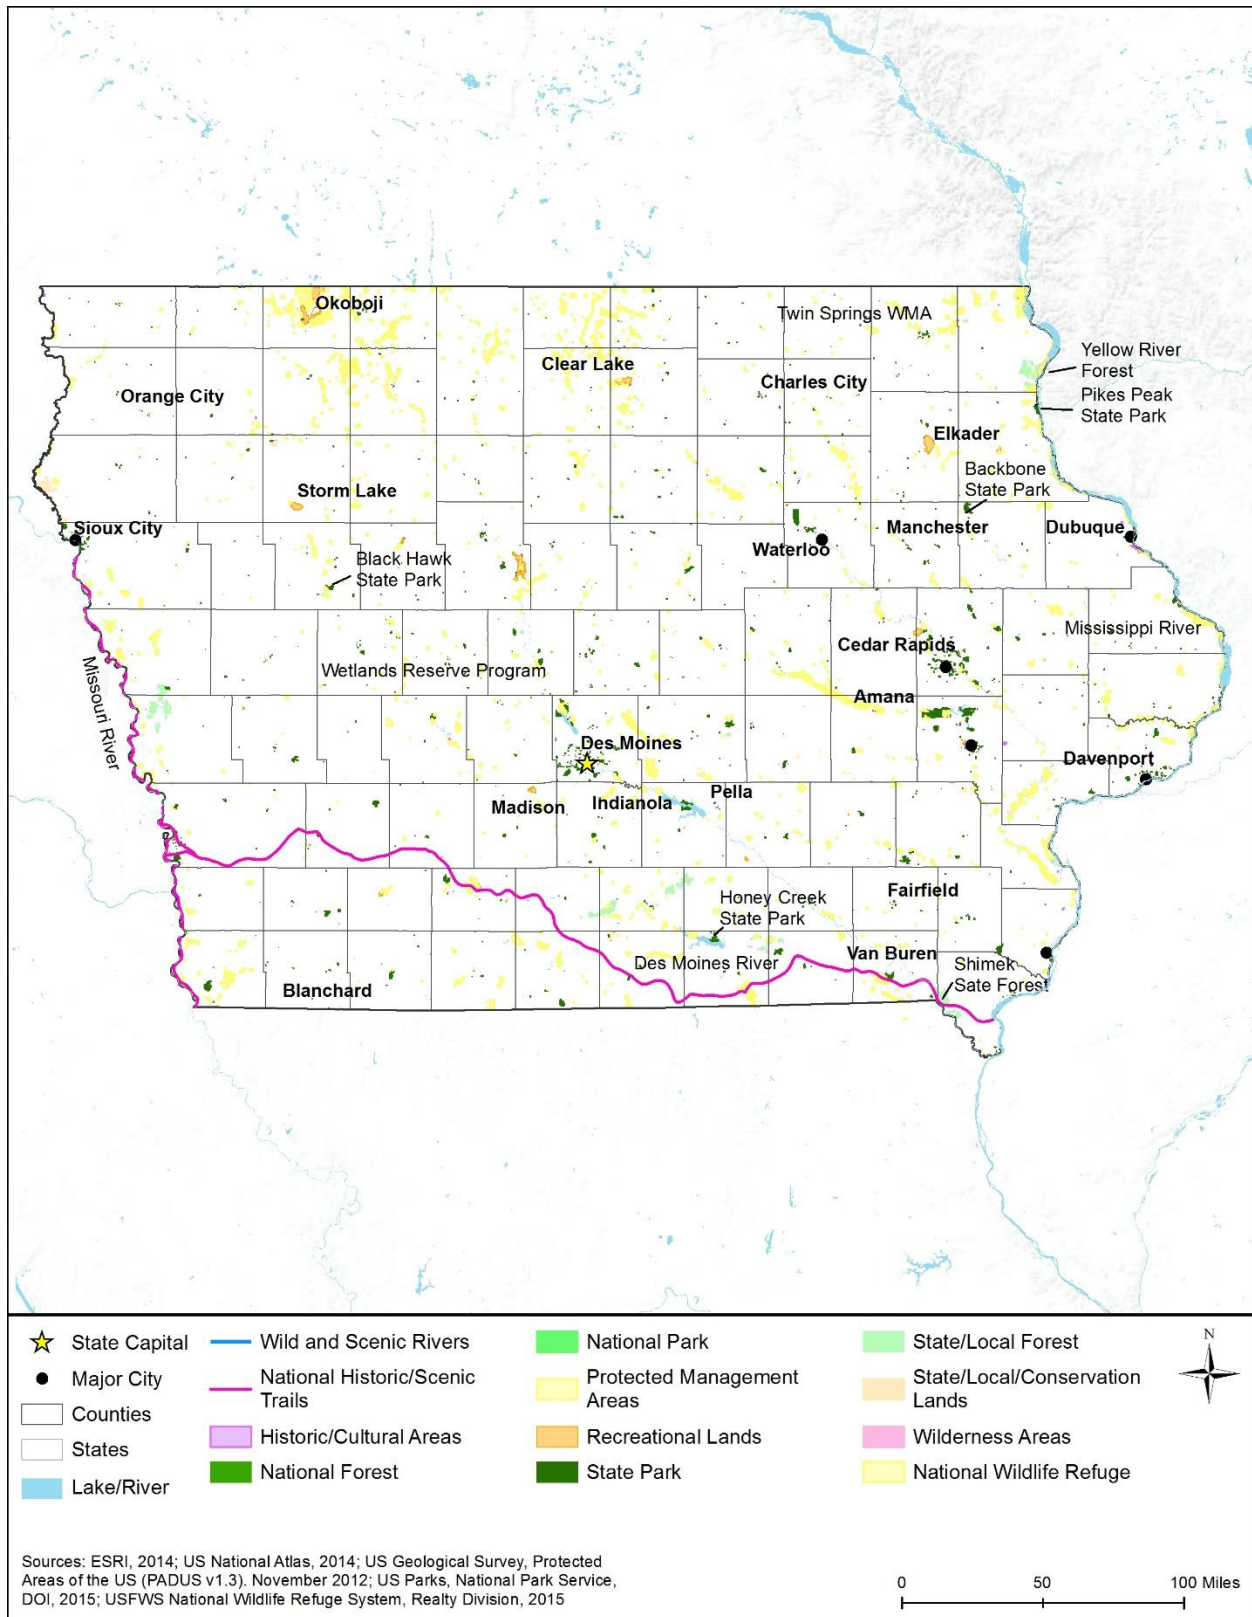 Okoboji
Twin Springs WMA
Clear Lake
Yellow River
Forest
Charles City
Orange City
Pikes Peak
State Park
Elkader
Backbone
State Park
Storm Lake
Sioux City
Manchester
Dubuque
Waterloo
Black Hawk
State Park
Mississippi River
Cedar Rapids
Wetlands Reserve Program
Missouri River
Amana
Des Moines
Davenport
Pella
Madison
Indianola
Fairfield
Honey Creek
State Park
Van Buren
Des Moines River
Shimek
Sate Forest
Blanchard
State Capital
Major City
Counties
States
Lake/River
Wild and Scenic Rivers
National Historic/Scenic
Trails
Historic/Cultural Areas
National Forest
National Park
Protected Management
Areas
Recreational Lands
State Park
State/Local Forest
State/Local/Conservation
Lands
Wilderness Areas
National Wildlife Refuge
N
Sources: ESRI, 2014; US National Atlas, 2014; US Geological Survey, Protected
Areas of the US (PADUS v1.3). November 2012; US Parks, National Park Service,
DOI, 2015; USFWS National Wildlife Refuge System, Realty Division, 2015
0 50 100 Miles